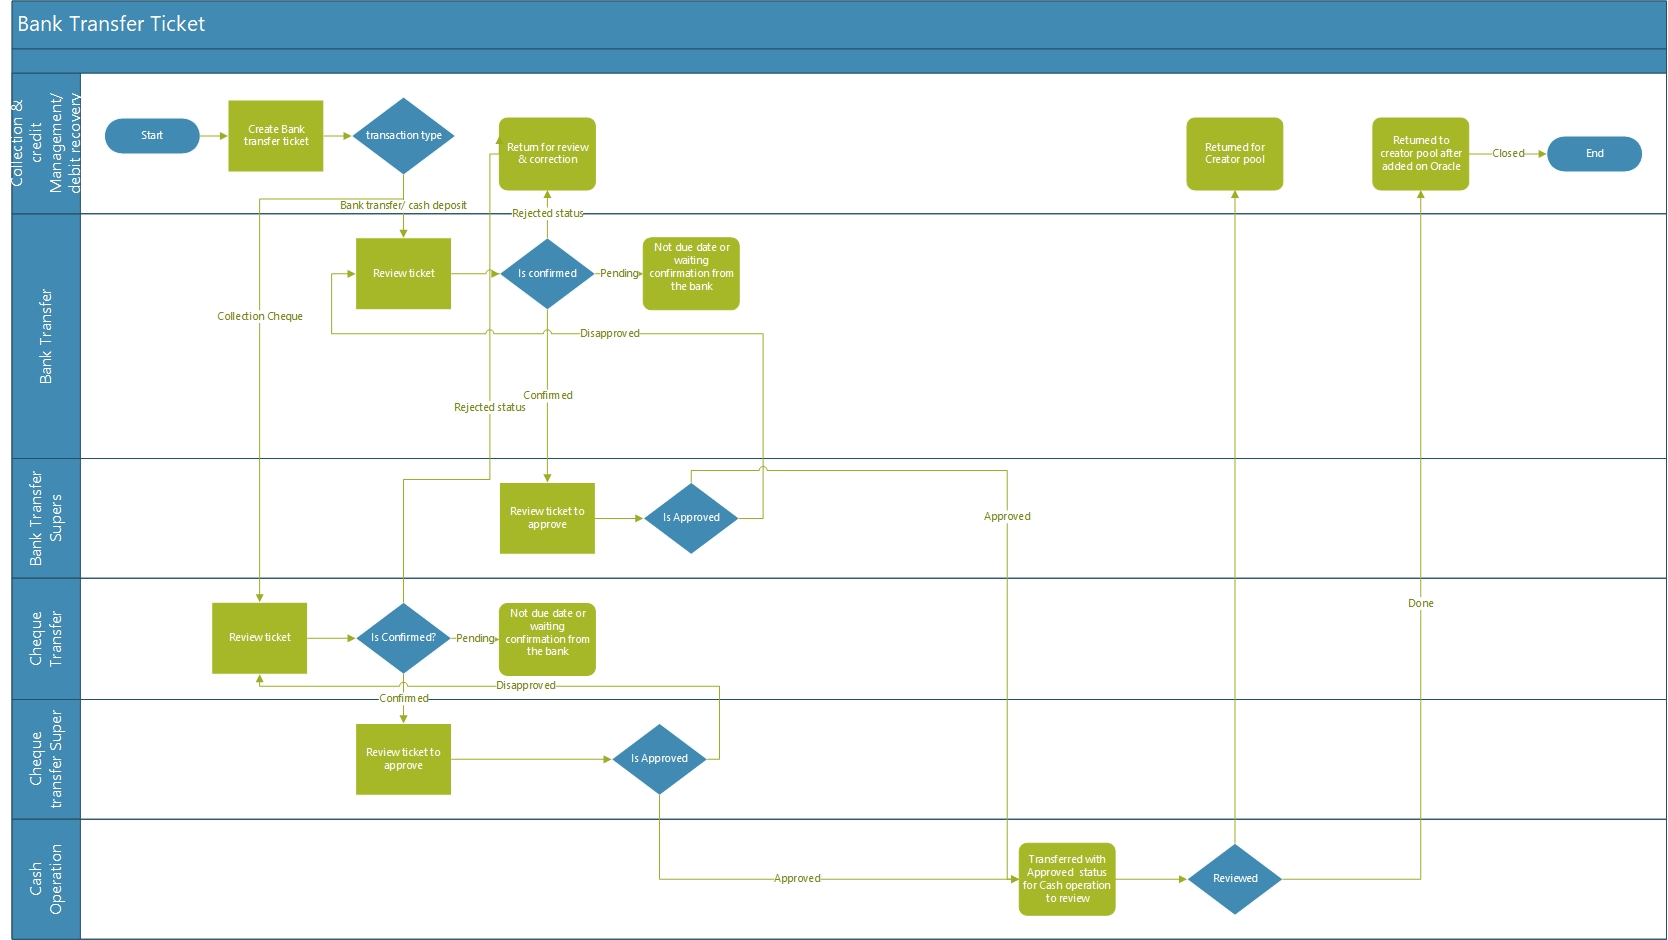 Bank Transfer Ticket
Collection &
credit
Management/
debit recovery
Start
Create Bank
transfer ticket
transaction type
Return for review
& correction
Returned for
Creator pool
Returned to
creator pool after
added on Oracle
Closed
End
Bank transfer/ cash deposit
Rejected status
Bank Transfer
Review ticket
Is confirmed
Pending
Not due date or
waiting
confirmation from
the bank
Collection Cheque
Disapproved
Confirmed
Rejected status
Bank Transfer
Supers
Review ticket to
approve
Is Approved
Approved
Cheque
Transfer
Review ticket
Is Confirmed?
Pending
Not due date or
waiting
confirmation from
the bank
Done
Disapproved
Confirmed
Cheque
transfer Super
Review ticket to
approve
Is Approved
Cash
Operation
Approved
Transferred with
Approved status
for Cash operation
to review
Reviewed